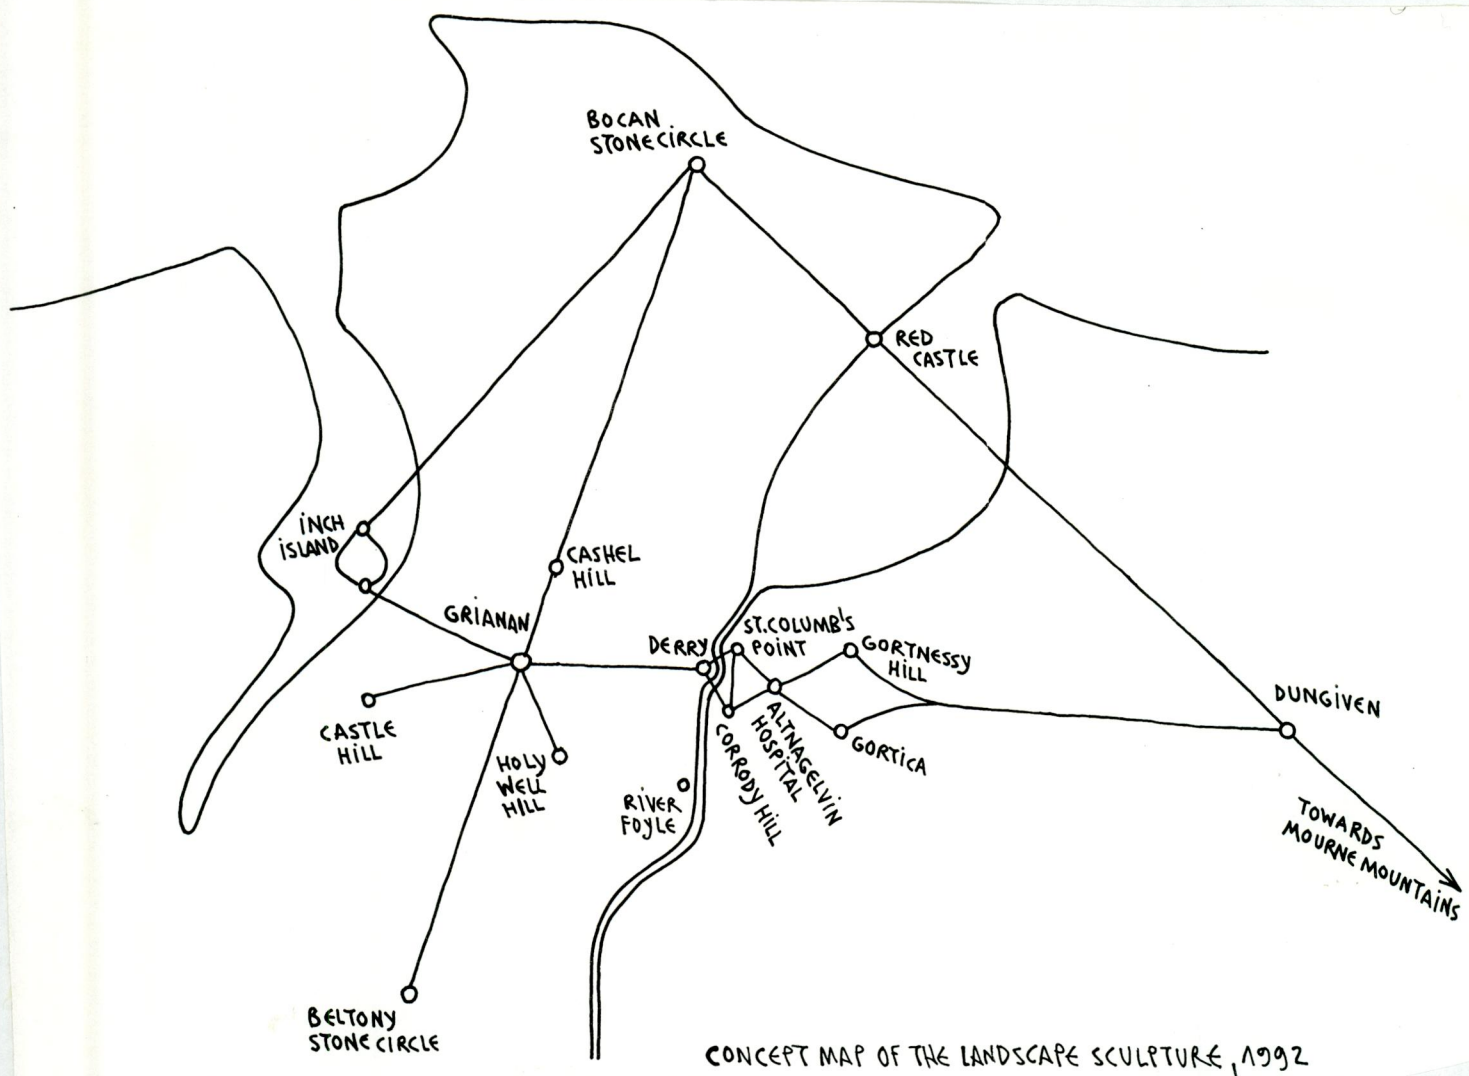 BOCAN
STONECIRCLE
RED
CASTLE
INCH
ISLAND
CASHEL
HILL
GRIANAN
DERRY
ST.COLUMB'S
POINT
GORTNESSY
HILL
DUNGIVEN
CASTLE
HILL
HOLY
WELL
HILL
RIVER
FOYLE
CORRODY HILL
ALTNAGELVIN
HOSPITAL
GORTICA
TOWARDS
MOURNE MOUNTAINS
BELTONY
STONE CIRCLE
CONCEPT MAP OF THE LANDSCAPE SCULPTURE, 1992